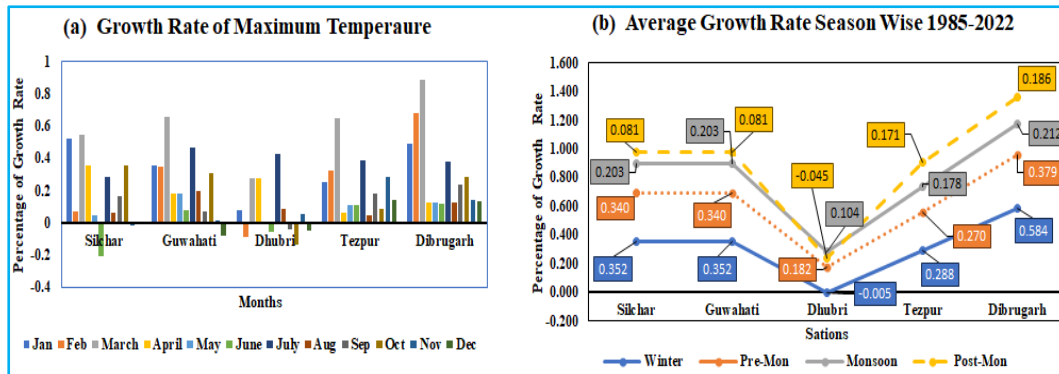 (a) Growth Rate of Maximum Temperaure
Percentage of Growth Rate
1
0.8
0.6
0.4
0.2
0
-0.2
-0.4
Silchar Guwahati Dhubri Tezpur Dibrugarh
Months
Jan Feb March April May June July Aug Sep Oct Nov Dec
(b) Average Growth Rate Season Wise 1985-2022
Percentage of Growth Rate
1.600
1.400
1.200
1.000
0.800
0.600
0.400
0.200
0.000
-0.200
0.081 0.203 0.081 0.171 0.186
0.203 -0.045 0.178 0.212
0.340 0.340 0.104 0.379
0.352 0.352 0.182 0.270
-0.005 0.288 0.584
Silchar Guwahati Dhubri Tezpur Dibrugarh
Sations
Winter Pre-Mon Monsoon Post-Mon